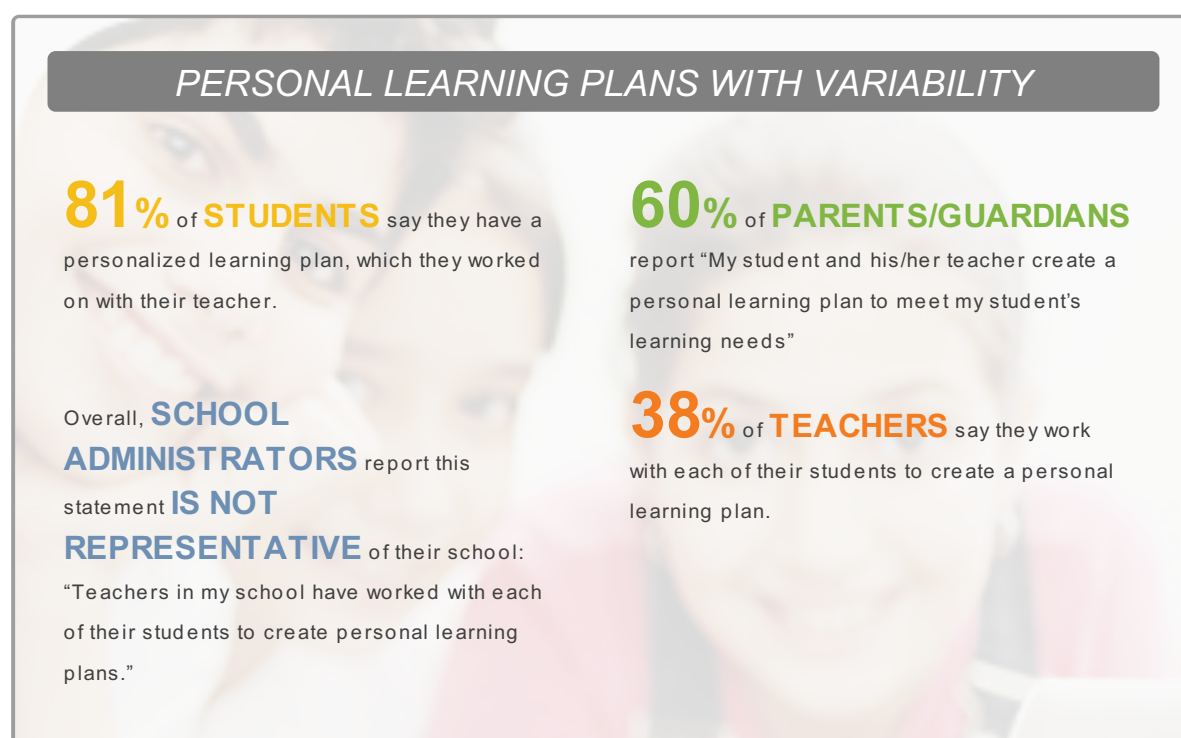 PERSONAL LEARNING PLANS WITH VARIABILITY
81% of STUDENTS say they have a
personalized learning plan, which they worked
on with their teacher.
Overall, SCHOOL
ADMINISTRATORS report this
statement IS NOT
REPRESENTATIVE of their school:
“Teachers in my school have worked with each
of their students to create personal learning
plans.”
60% of PARENTS/GUARDIANS
report “My student and his/her teacher create a
personal learning plan to meet my student’s
learning needs”
38% of TEACHERS say they work
with each of their students to create a personal
learning plan.